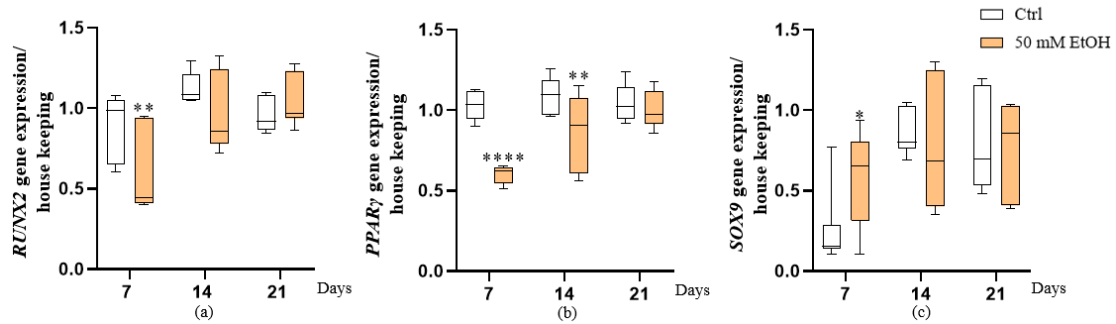 Ctrl
50 mM EtOH
RUNX2 gene expression/
house keeping
1.5
1.0
0.5
0.0
**
7
14
21
Days
(a)
PPARγ gene expression/
house keeping
1.5
1.0
0.5
0.0
****
**
7
14
21
Days
(b)
SOX9 gene expression/
house keeping
1.5
1.0
0.5
0.0
*
7
14
21
Days
(c)